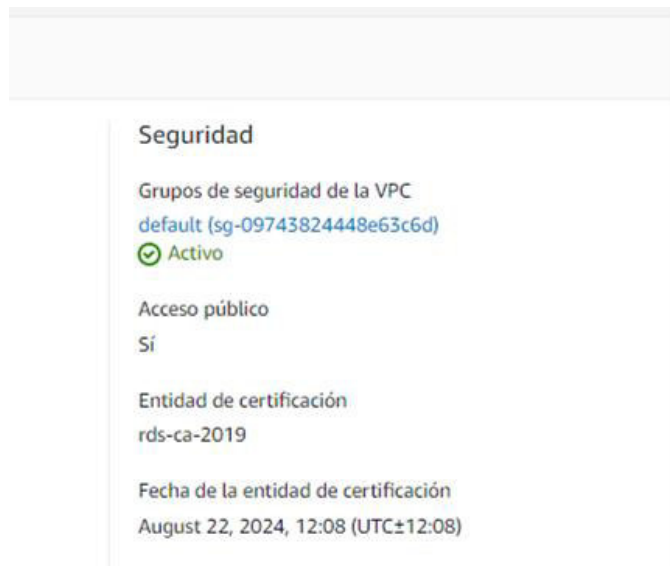 Seguridad
Grupos de seguridad de la VPC
default (sg-09743824448e63c6d)
Activo
Acceso público
Sí
Entidad de certificación
rds-ca-2019
Fecha de la entidad de certificación
August 22, 2024, 12:08 (UTC±12:08)